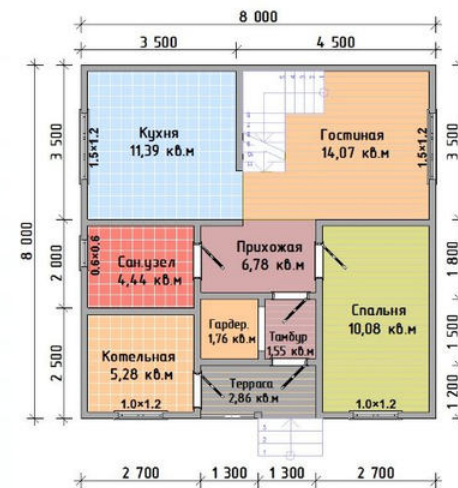 8 000
3 500 4 500
Кухня
11,39 кв.м
Гостиная
14,07 кв.м
1.5×1.2
1.5×1.2
3 500
3 500
8 000
Сан.узел
4,44 кв.м
0,6×0.6
Прихожая
6,78 кв.м
2 000
1 800
Спальня
10,08 кв.м
Гардер.
1,76 кв.м
Тамбур
1,55 кв.м
1 500
Котельная
5,28 кв.м
2 500
Терраса
2,86 кв.м
1 200
1.0×1.2
1.0×1.2
2 700 1 300 1 300 2 700